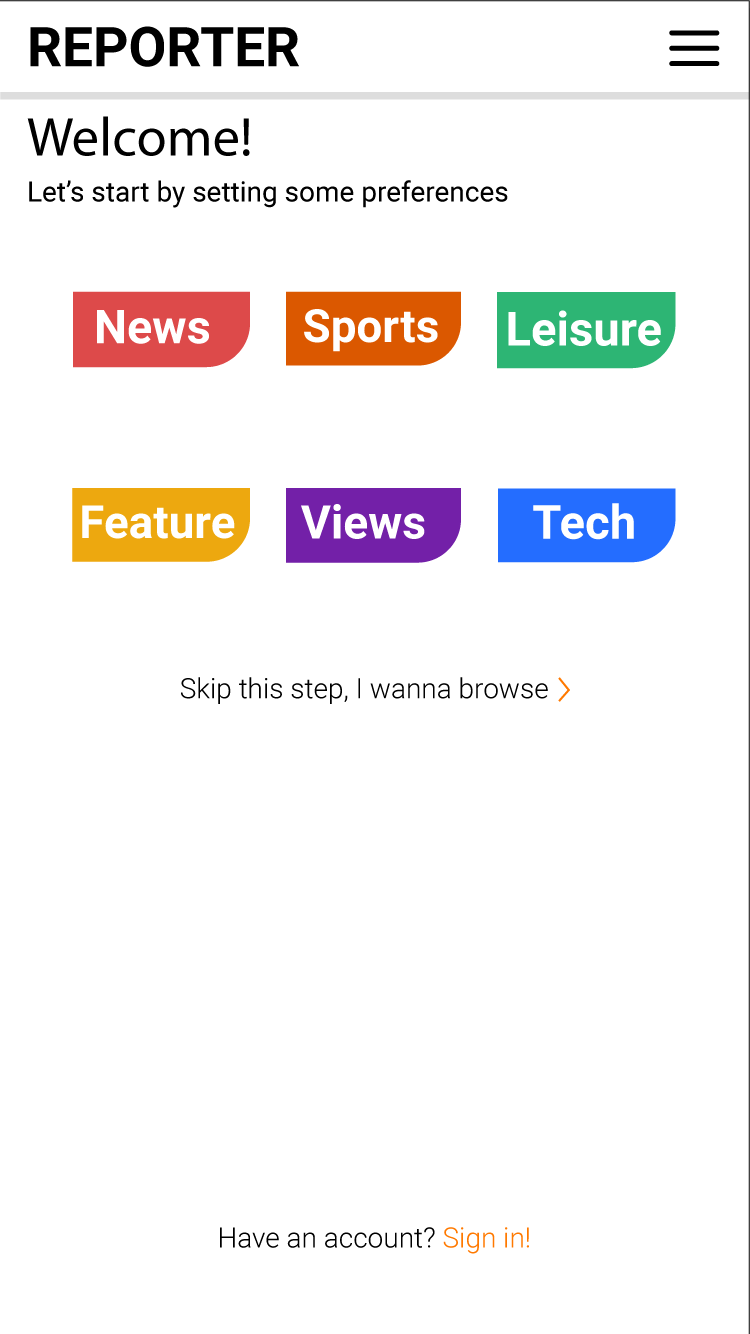 REPORTER
Welcome!
Let’s start by setting some preferences
News Sports Leisure
Feature Views Tech
Skip this step, I wanna browse
Have an account? Sign in!